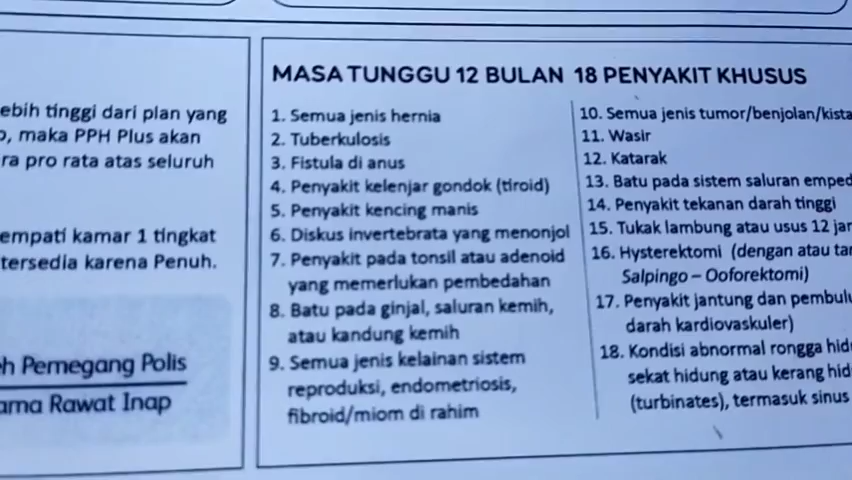 lebih tinggi dari plan yang
maka PPH Plus akan
ra pro rata atas seluruh
empati kamar 1 tingkat
tersedia karena Penuh.
eh Pemegang Polis
ama Rawat Inap
MASA TUNGGU 12 BULAN 18 PENYAKIT KHUSUS
1. Semua jenis hernia
2. Tuberkulosis
3. Fistula di anus
4. Penyakit kelenjar gondok (tiroid)
5. Penyakit kencing manis
6. Diskus invertebrata yang menonjol
7. Penyakit pada tonsil atau adenoid
yang memerlukan pembedahan
8. Batu pada ginjal, saluran kemih,
atau kandung kemih
9. Semua jenis kelainan sistem
reproduksi, endometriosis,
fibroid/miom di rahim
10. Semua jenis tumor/benjolan/kista
11. Wasir
12. Katarak
13. Batu pada sistem saluran emped
14. Penyakit tekanan darah tinggi
15. Tukak lambung atau usus 12 jar
16. Hysterektomi (dengan atau tan
Salpingo – Ooforektomi)
17. Penyakit jantung dan pembulu
darah kardiovaskuler)
18. Kondisi abnormal rongga hid
sekat hidung atau kerang hid
(turbinates), termasuk sinus